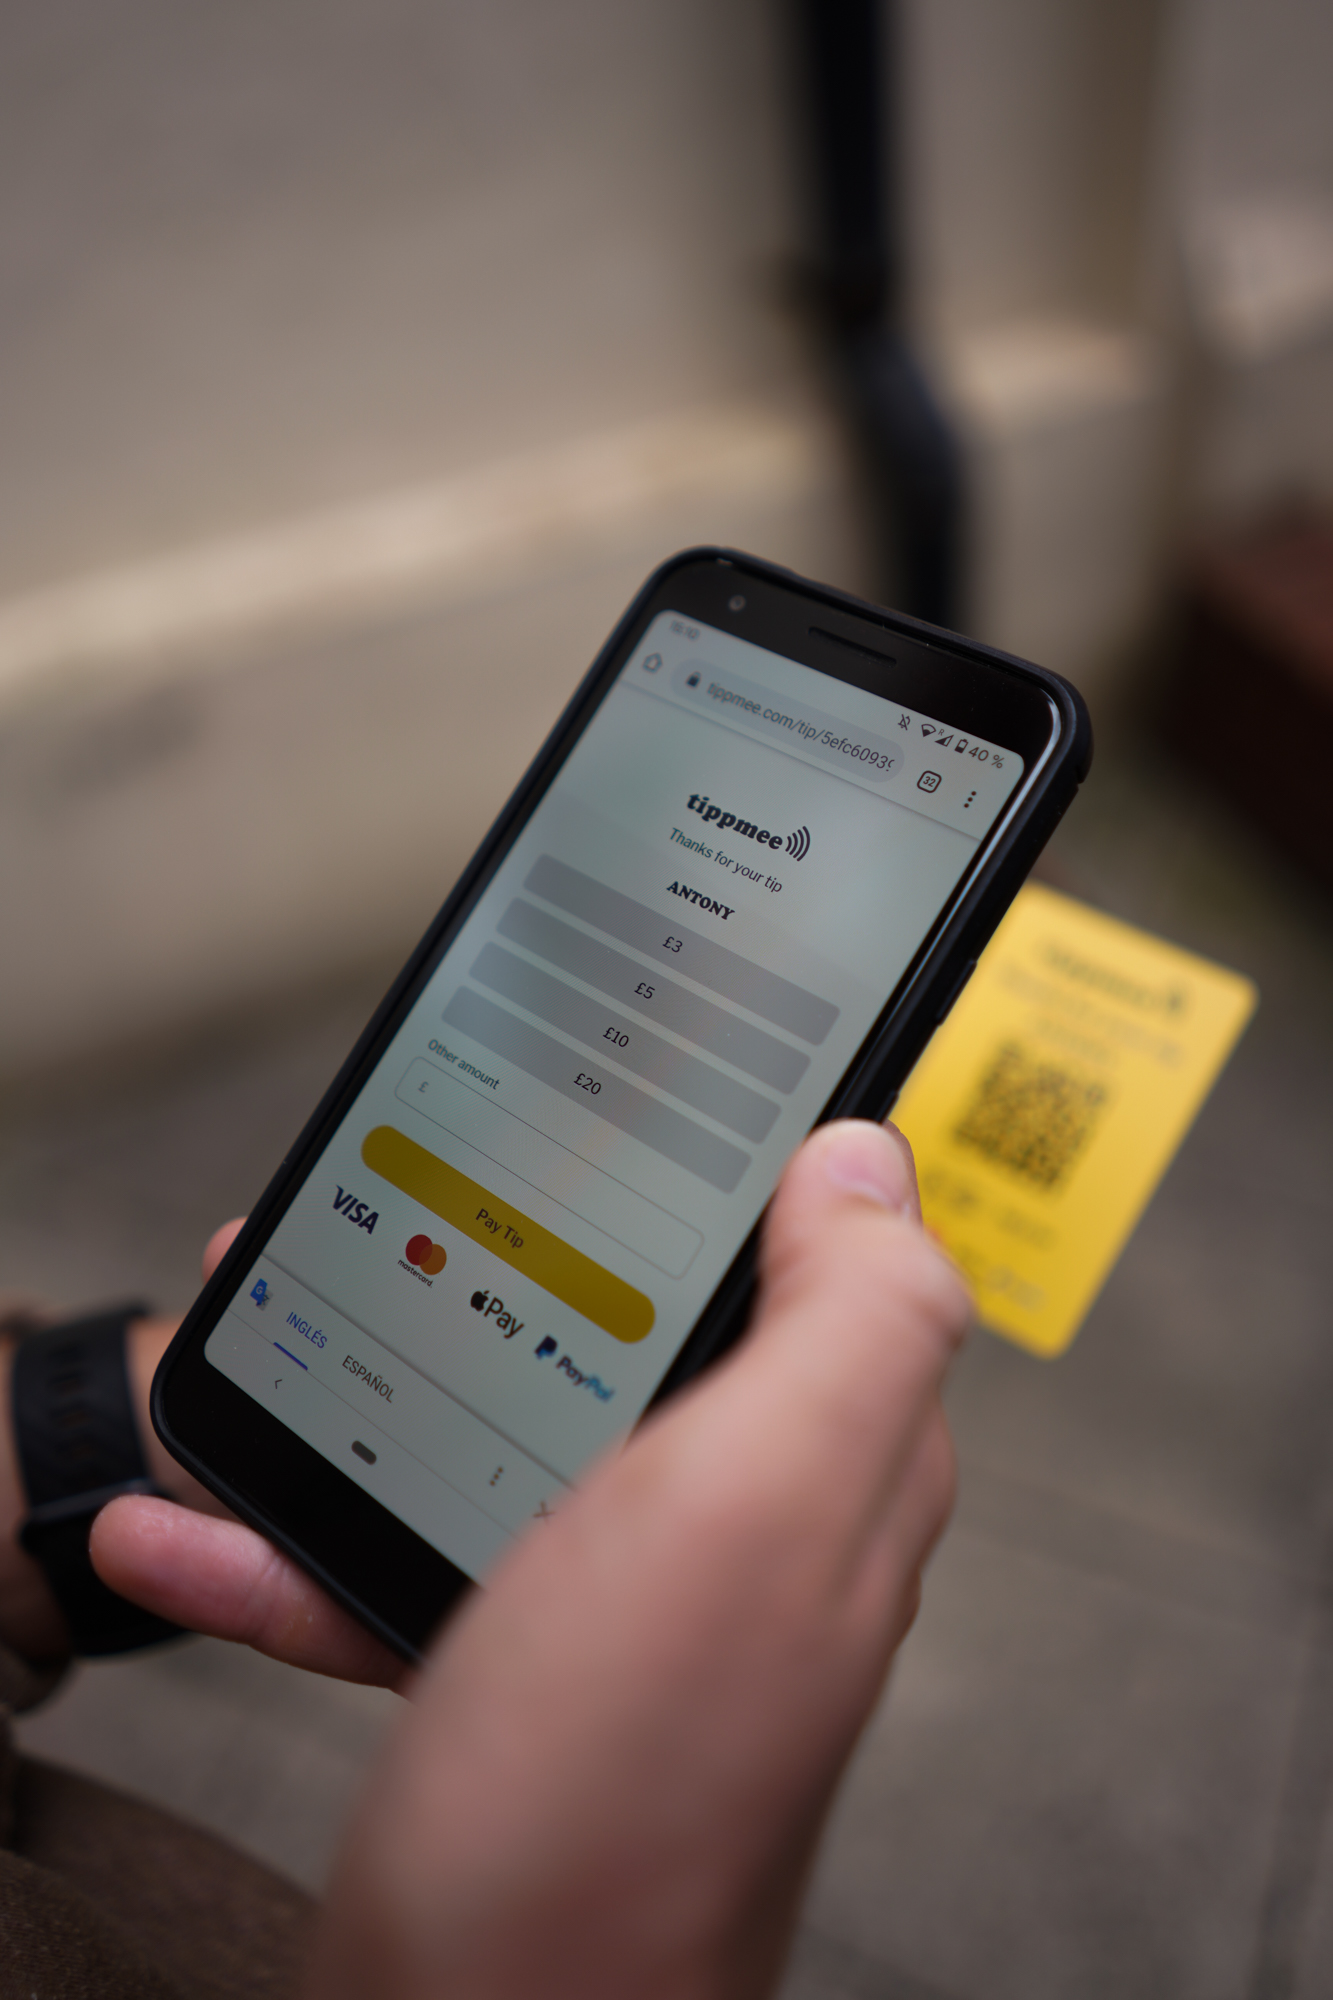 40 %
tippmee.com/tip/5efc6093
32
tippmee
Thanks for your tip
ANTONY
£3
£5
£10
£20
Other amount
£
Pay Tip
VISA
mastercard
Pay
PayPal
INGLÉS ESPAÑOL